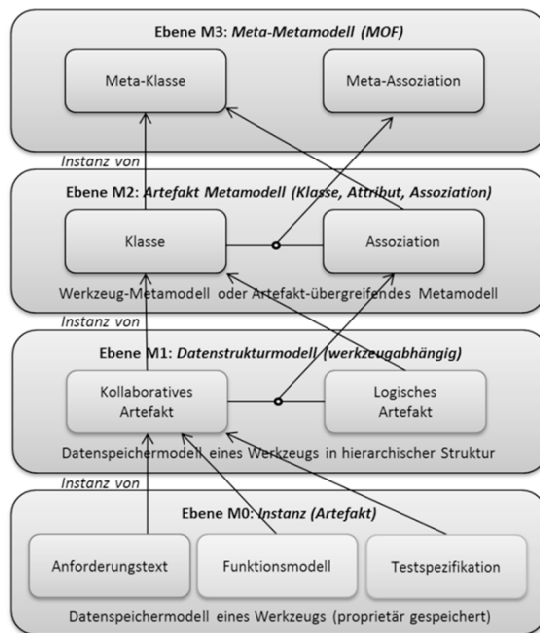 Ebene M3: Meta-Metamodell (MOF)
Meta-Klasse
Meta-Assoziation
Instanz von
Ebene M2: Artefakt Metamodell (Klasse, Attribut, Assoziation)
Klasse
Assoziation
Werkzeug-Metamodell oder Artefakt-übergreifendes Metamodell
Instanz von
Ebene M1: Datenstrukturmodell (werkzeugabhängig)
Kollaboratives
Artefakt
Logisches
Artefakt
Datenspeichermodell eines Werkzeugs in hierarchischer Struktur
Instanz von
Ebene M0: Instanz (Artefakt)
Anforderungstext
Funktionsmodell
Testspezifikation
Datenspeichermodell eines Werkzeugs (proprietär gespeichert)